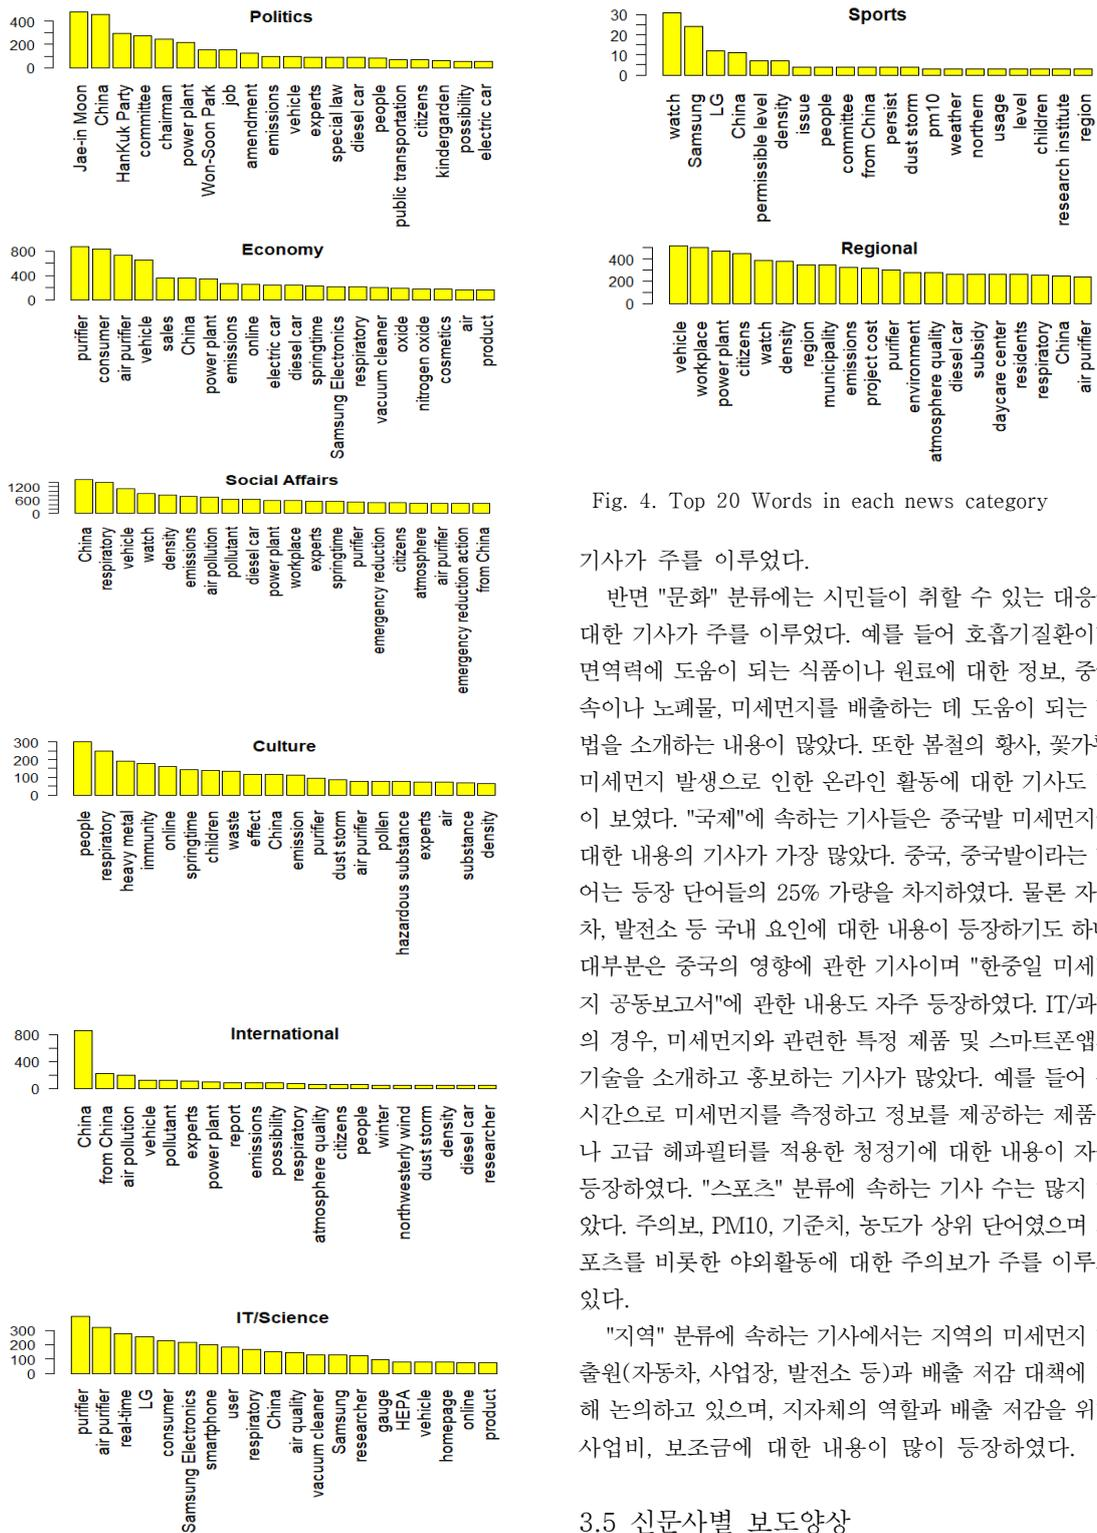 Politics
400
200
0
Jae-in Moon
China
HanKuk Party
committee
chairman
power plant
Won-Soon Park
job
amendment
emissions
vehicle
experts
special law
diesel car
people
public transportation
citizens
kindergarden
possibility
electric car
Economy
800
400
0
purifier
consumer
air purifier
vehicle
sales
China
power plant
emissions
online
electric car
diesel car
springtime
Samsung Electronics
respiratory
vacuum cleaner
oxide
nitrogen oxide
cosmetics
air
product
Social Affairs
1200
600
0
China
respiratory
vehicle
watch
density
emissions
air pollution
pollutant
diesel car
power plant
workplace
experts
springtime
purifier
emergency reduction
citizens
atmosphere
air purifier
emergency reduction action
from China
Culture
300
200
100
0
people
respiratory
heavy metal
immunity
online
springtime
children
waste
effect
China
emission
purifier
dust storm
air purifier
pollen
hazardous substance
experts
air
substance
density
International
800
400
0
China
from China
air pollution
vehicle
pollutant
experts
power plant
report
emissions
possibility
respiratory
atmosphere quality
citizens
people
winter
northwesterly wind
dust storm
density
diesel car
researcher
IT/Science
300
200
100
0
purifier
air purifier
real-time
LG
consumer
Samsung Electronics
smartphone
user
respiratory
China
air quality
vacuum cleaner
Samsung
researcher
gauge
HEPA
vehicle
homepage
online
product
Sports
30
20
10
0
watch
Samsung
LG
China
permissible level
density
issue
people
committee
from China
persist
dust storm
pm10
weather
northern
usage
level
children
research institute
region
Regional
400
200
0
vehicle
workplace
power plant
citizens
watch
density
region
municipality
emissions
project cost
purifier
environment
atmosphere quality
diesel car
subsidy
daycare center
residents
respiratory
China
air purifier
Fig. 4. Top 20 Words in each news category
기사가 주를 이루었다.
반면 "문화" 분류에는 시민들이 취할 수 있는 대응
대한 기사가 주를 이루었다. 예를 들어 호흡기질환이
면역력에 도움이 되는 식품이나 원료에 대한 정보,
속이나 노폐물, 미세먼지를 배출하는 데 도움이 되는
법을 소개하는 내용이 많았다. 또한 봄철의 황사,
미세먼지 발생으로 인한 온라인 활동에 대한 기사도
이 보였다. "국제"에 속하는 기사들은 중국발 미세먼지
대한 내용의 기사가 가장 많았다. 중국, 중국발이라는
어는 등장 단어들의 25% 가량을 차지하였다. 물론 자
차, 발전소 등 국내 요인에 대한 내용이 등장하기도
대부분은 중국의 영향에 관한 기사이며 "한중일 미세
지 공동보고서"에 관한 내용도 자주 등장하였다. IT/과
의 경우, 미세먼지와 관련한 특정 제품 및 스마트폰앱
기술을 소개하고 홍보하는 기사가 많았다. 예를 들어
시간으로 미세먼지를 측정하고 정보를 제공하는 제품
나 고급 헤파필터를 적용한 청정기에 대한 내용이 자
등장하였다. "스포츠" 분류에 속하는 기사 수는 많지
았다. 주의보, PM10, 기준치, 농도가 상위 단어였으며
포츠를 비롯한 야외활동에 대한 주의보가 주를 이루
있다.
"지역" 분류에 속하는 기사에서는 지역의 미세먼지
출원(자동차, 사업장, 발전소 등)과 배출 저감 대책에
해 논의하고 있으며, 지자체의 역할과 배출 저감을 위
사업비, 보조금에 대한 내용이 많이 등장하였다.
3.5 신문사별 보도양상